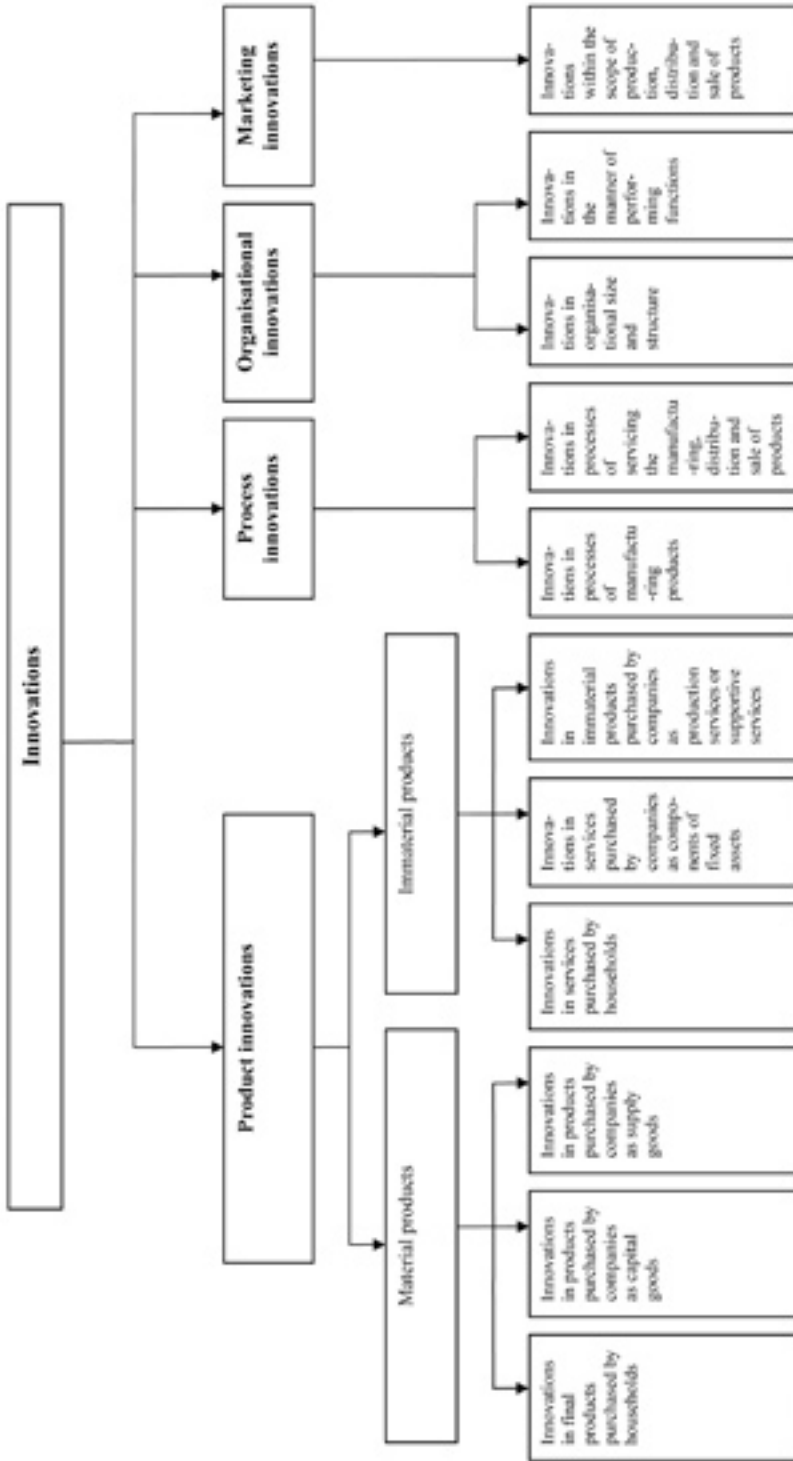 Innovations
Product innovations
Process
innovations
Organisational
innovations
Marketing
innovations
Material products
Immaterial products
Innovations
in final
products
purchased by
households
Innovations
in products
purchased by
companies
as capital
goods
Innovations
in products
purchased by
companies
as supply
goods
Innovations
in services
purchased by
households
Innova-
tions in
services
purchased
by
companies
as compo-
nents of
fixed
assets
Innovations
in
immaterial
products
purchased by
companies
as
production
services or
supportive
services
Innova-
tions in
processes
of
manufactu
-ring
products
Innova-
tions in
processes
of
servicing
the
manufactu
-ring,
distribu-
tion and
sale of
products
Innova-
tions in
organisa-
tional size
and
structure
Innova-
tions in
the
manner of
perfor-
ming
functions
Innova-
tions
within the
scope of
produc-
tion,
distribu-
tion and
sale of
products